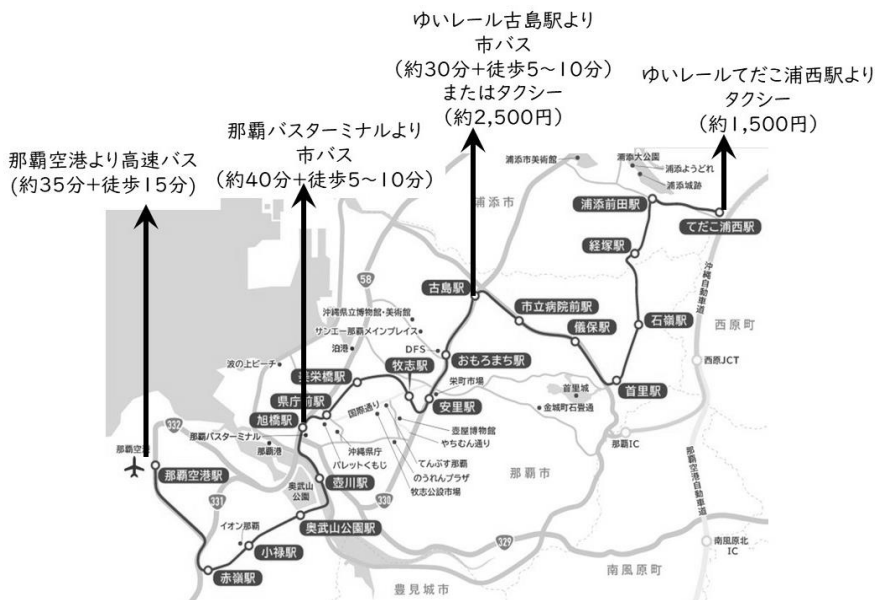 ゆいレール古島駅より
市バス
(約30分+徒歩5～10分)
またはタクシー
(約2,500円)
ゆいレールてだこ浦西駅より
タクシー
(約1,500円)
那覇バスターミナルより
市バス
(約40分+徒歩5～10分)
那覇空港より高速バス
(約35分+徒歩15分)
浦添市美術館
浦添大公園
浦添ようどれ
浦添城跡
浦添市
浦添前田駅
てだこ浦西駅
経塚駅
沖縄自動車道
58
古島駅
市立病院前駅
石嶺駅
西原町
沖縄県立博物館・美術館
サンエー那覇メインプレイス
儀保駅
泊港
DFS
おもろまち駅
西原JCT
波の上ビーチ
牧志駅
美栄橋駅
栄町市場
首里城
首里駅
県庁前駅
安里駅
金城町石畳通
旭橋駅
国際通り
壺屋博物館
332
那覇バスターミナル
やちむん通り
那覇IC
那覇空港
那覇港
沖縄県庁
てんぶす那覇
那覇空港駅
パレットくもじ
のうれんプラザ
那覇市
那覇空港自動車道
壺川駅
牧志公設市場
奥武山
公園
331
330
奥武山公園駅
イオン那覇
小禄駅
329
南風原北
IC
赤嶺駅
南風原町
豊見城市